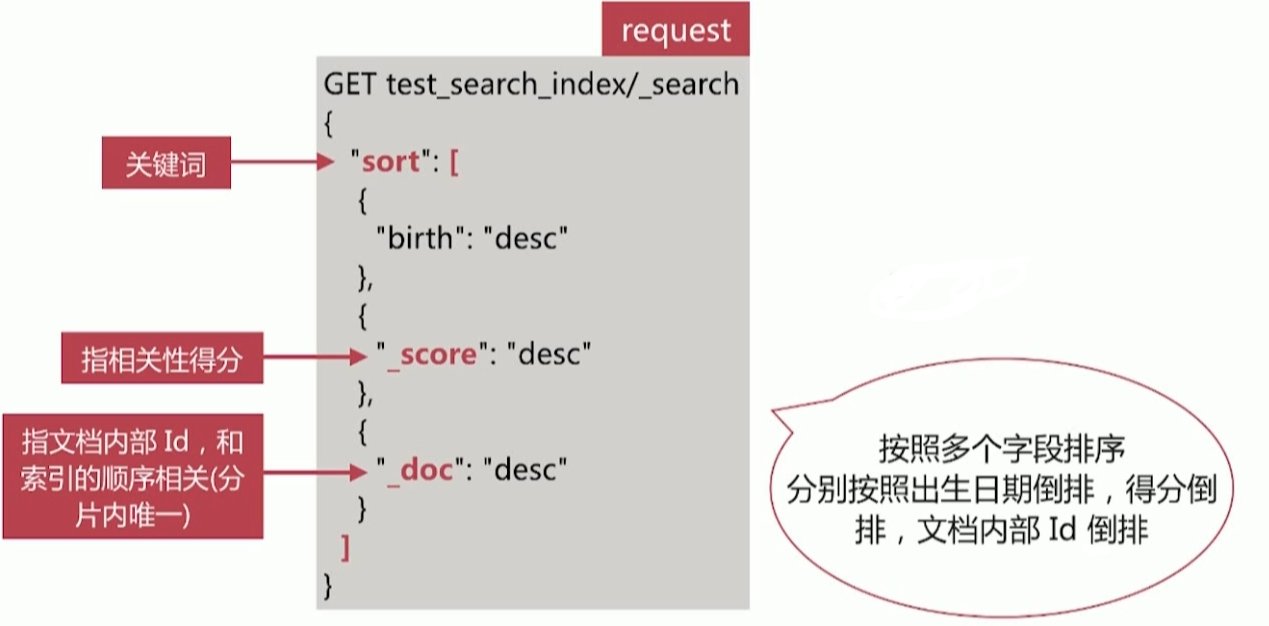 request
GET test_search_index/_search
{
关键词
"sort": [
{
"birth": "desc"
},
{
指相关性得分
"_score": "desc"
},
{
指文档内部 Id，和
索引的顺序相关(分
片内唯一)
"_doc": "desc"
}
]
}
按照多个字段排序
分别按照出生日期倒排，得分倒
排，文档内部 Id 倒排